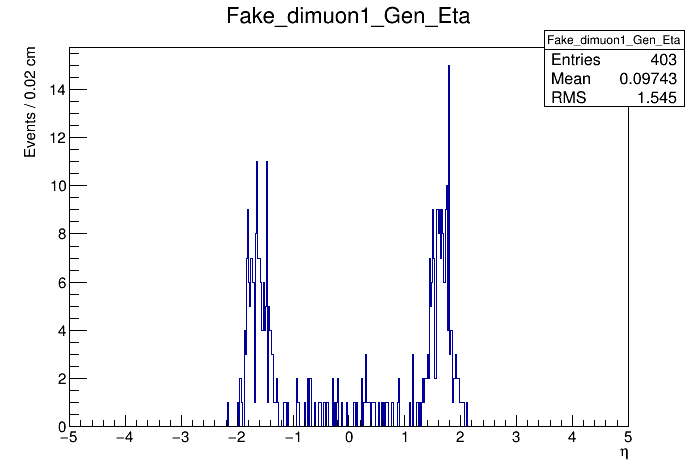 Fake_dimuon1_Gen_Eta
Fake_dimuon1_Gen_Eta
Entries 403
Mean 0.09743
RMS 1.545
Events / 0.02 cm
14
12
10
8
6
4
2
0
−5 −4 −3 −2 −1 0 1 2 3 4 5
η